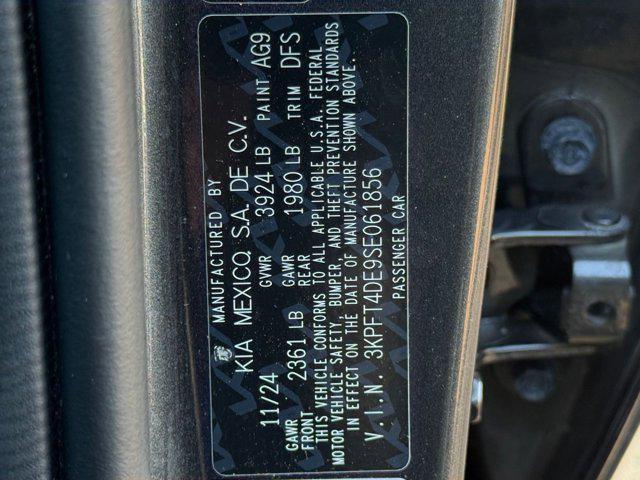 MANUFACTURED BY
KIA MEXICO, S.A. DE C.V.
11/24 GVWR 3924 LB PAINT AG9
GAWR FRONT 2361 LB GAWR REAR 1980 LB TRIM DFS
THIS VEHICLE CONFORMS TO ALL APPLICABLE U.S.A. FEDERAL
MOTOR VEHICLE SAFETY, BUMPER, AND THEFT PREVENTION STANDARDS
IN EFFECT ON THE DATE OF MANUFACTURE SHOWN ABOVE.
V.I.N. 3KPFT4DE9SE061856
PASSENGER CAR